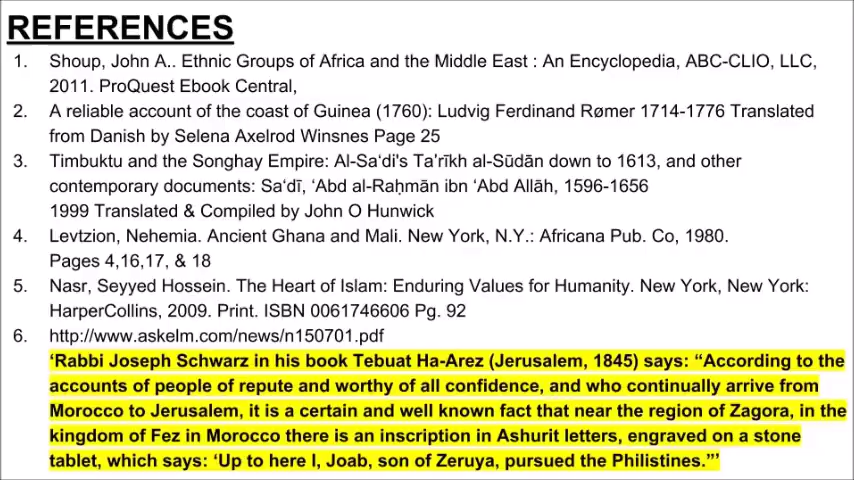 REFERENCES
1. Shoup, John A.. Ethnic Groups of Africa and the Middle East : An Encyclopedia, ABC-CLIO, LLC,
2011. ProQuest Ebook Central,
2. A reliable account of the coast of Guinea (1760): Ludvig Ferdinand Rømer 1714-1776 Translated
from Danish by Selena Axelrod Winsnes Page 25
3. Timbuktu and the Songhay Empire: Al-Saʻdi's Taʼrīkh al-Sūdān down to 1613, and other
contemporary documents: Saʻdī, ʻAbd al-Raḥmān ibn ʻAbd Allāh, 1596-1656
1999 Translated & Compiled by John O Hunwick
4. Levtzion, Nehemia. Ancient Ghana and Mali. New York, N.Y.: Africana Pub. Co, 1980.
Pages 4,16,17, & 18
5. Nasr, Seyyed Hossein. The Heart of Islam: Enduring Values for Humanity. New York, New York:
HarperCollins, 2009. Print. ISBN 0061746606 Pg. 92
6. http://www.askelm.com/news/n150701.pdf
‘Rabbi Joseph Schwarz in his book Tebuat Ha-Arez (Jerusalem, 1845) says: “According to the
accounts of people of repute and worthy of all confidence, and who continually arrive from
Morocco to Jerusalem, it is a certain and well known fact that near the region of Zagora, in the
kingdom of Fez in Morocco there is an inscription in Ashurit letters, engraved on a stone
tablet, which says: ‘Up to here I, Joab, son of Zeruya, pursued the Philistines.”’